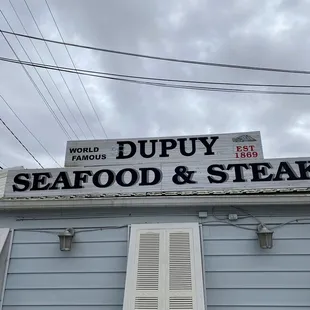 WORLD FAMOUS DUPUY EST 1869
SEAFOOD & STEAK